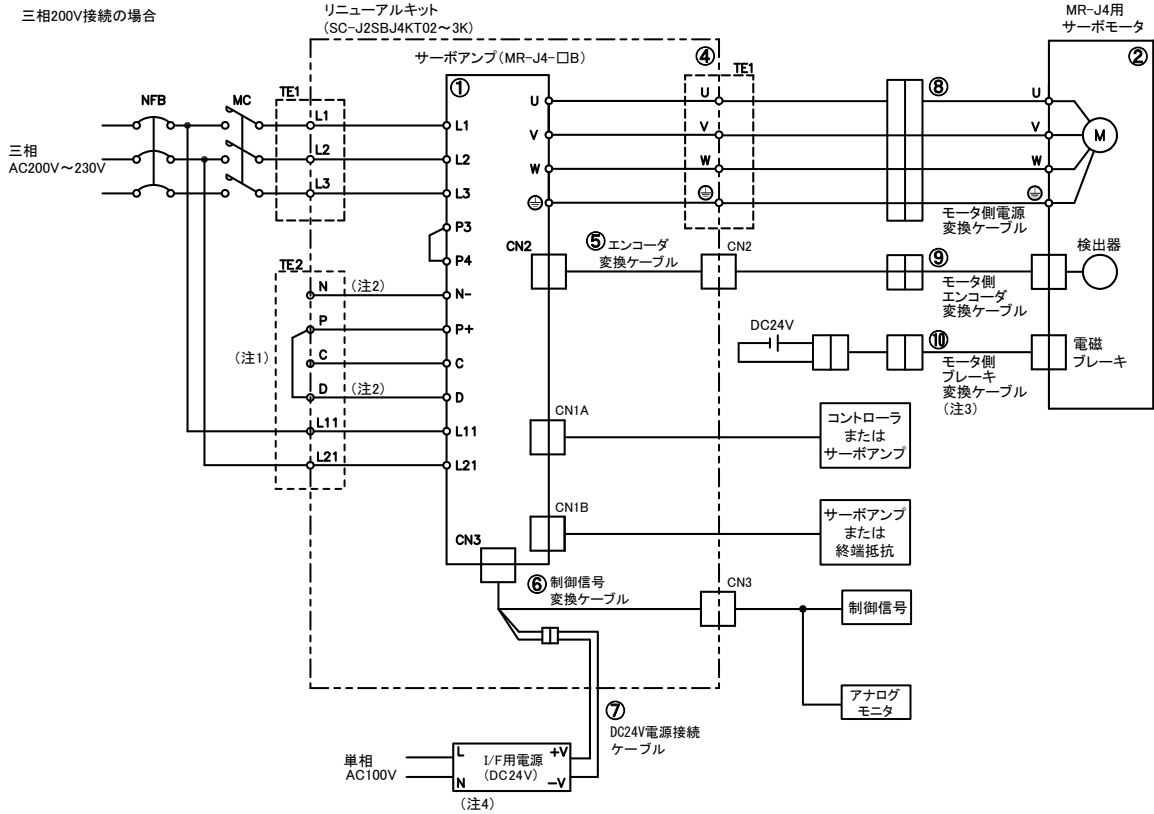 三相200V接続の場合
リニューアルキット
(SC-J2SBJ4KT02～3K)
MR-J4用
サーボモータ
サーボアンプ(MR-J4-□B)
④
②
①
TE1
TE1
⑧
NFB
MC
L1
L1
U
U
U
三相
AC200V～230V
L2
L2
V
V
V
M
L3
L3
W
W
W
P3
P4
モータ側電源
変換ケーブル
CN2
⑤エンコーダ
変換ケーブル
CN2
⑨
モータ側
エンコーダ
変換ケーブル
検出器
TE2
N
(注2)
N-
P
P+
(注1)
C
C
D
(注2)
D
DC24V
⑩
モータ側
ブレーキ
変換ケーブル
(注3)
電磁
ブレーキ
L11
L11
L21
L21
CN1A
コントローラ
または
サーボアンプ
CN1B
サーボアンプ
または
終端抵抗
CN3
⑥制御信号
変換ケーブル
CN3
制御信号
アナログ
モニタ
⑦
DC24V電源接続
ケーブル
単相
AC100V
L
N
I/F用電源
(DC24V)
+V
-V
(注4)